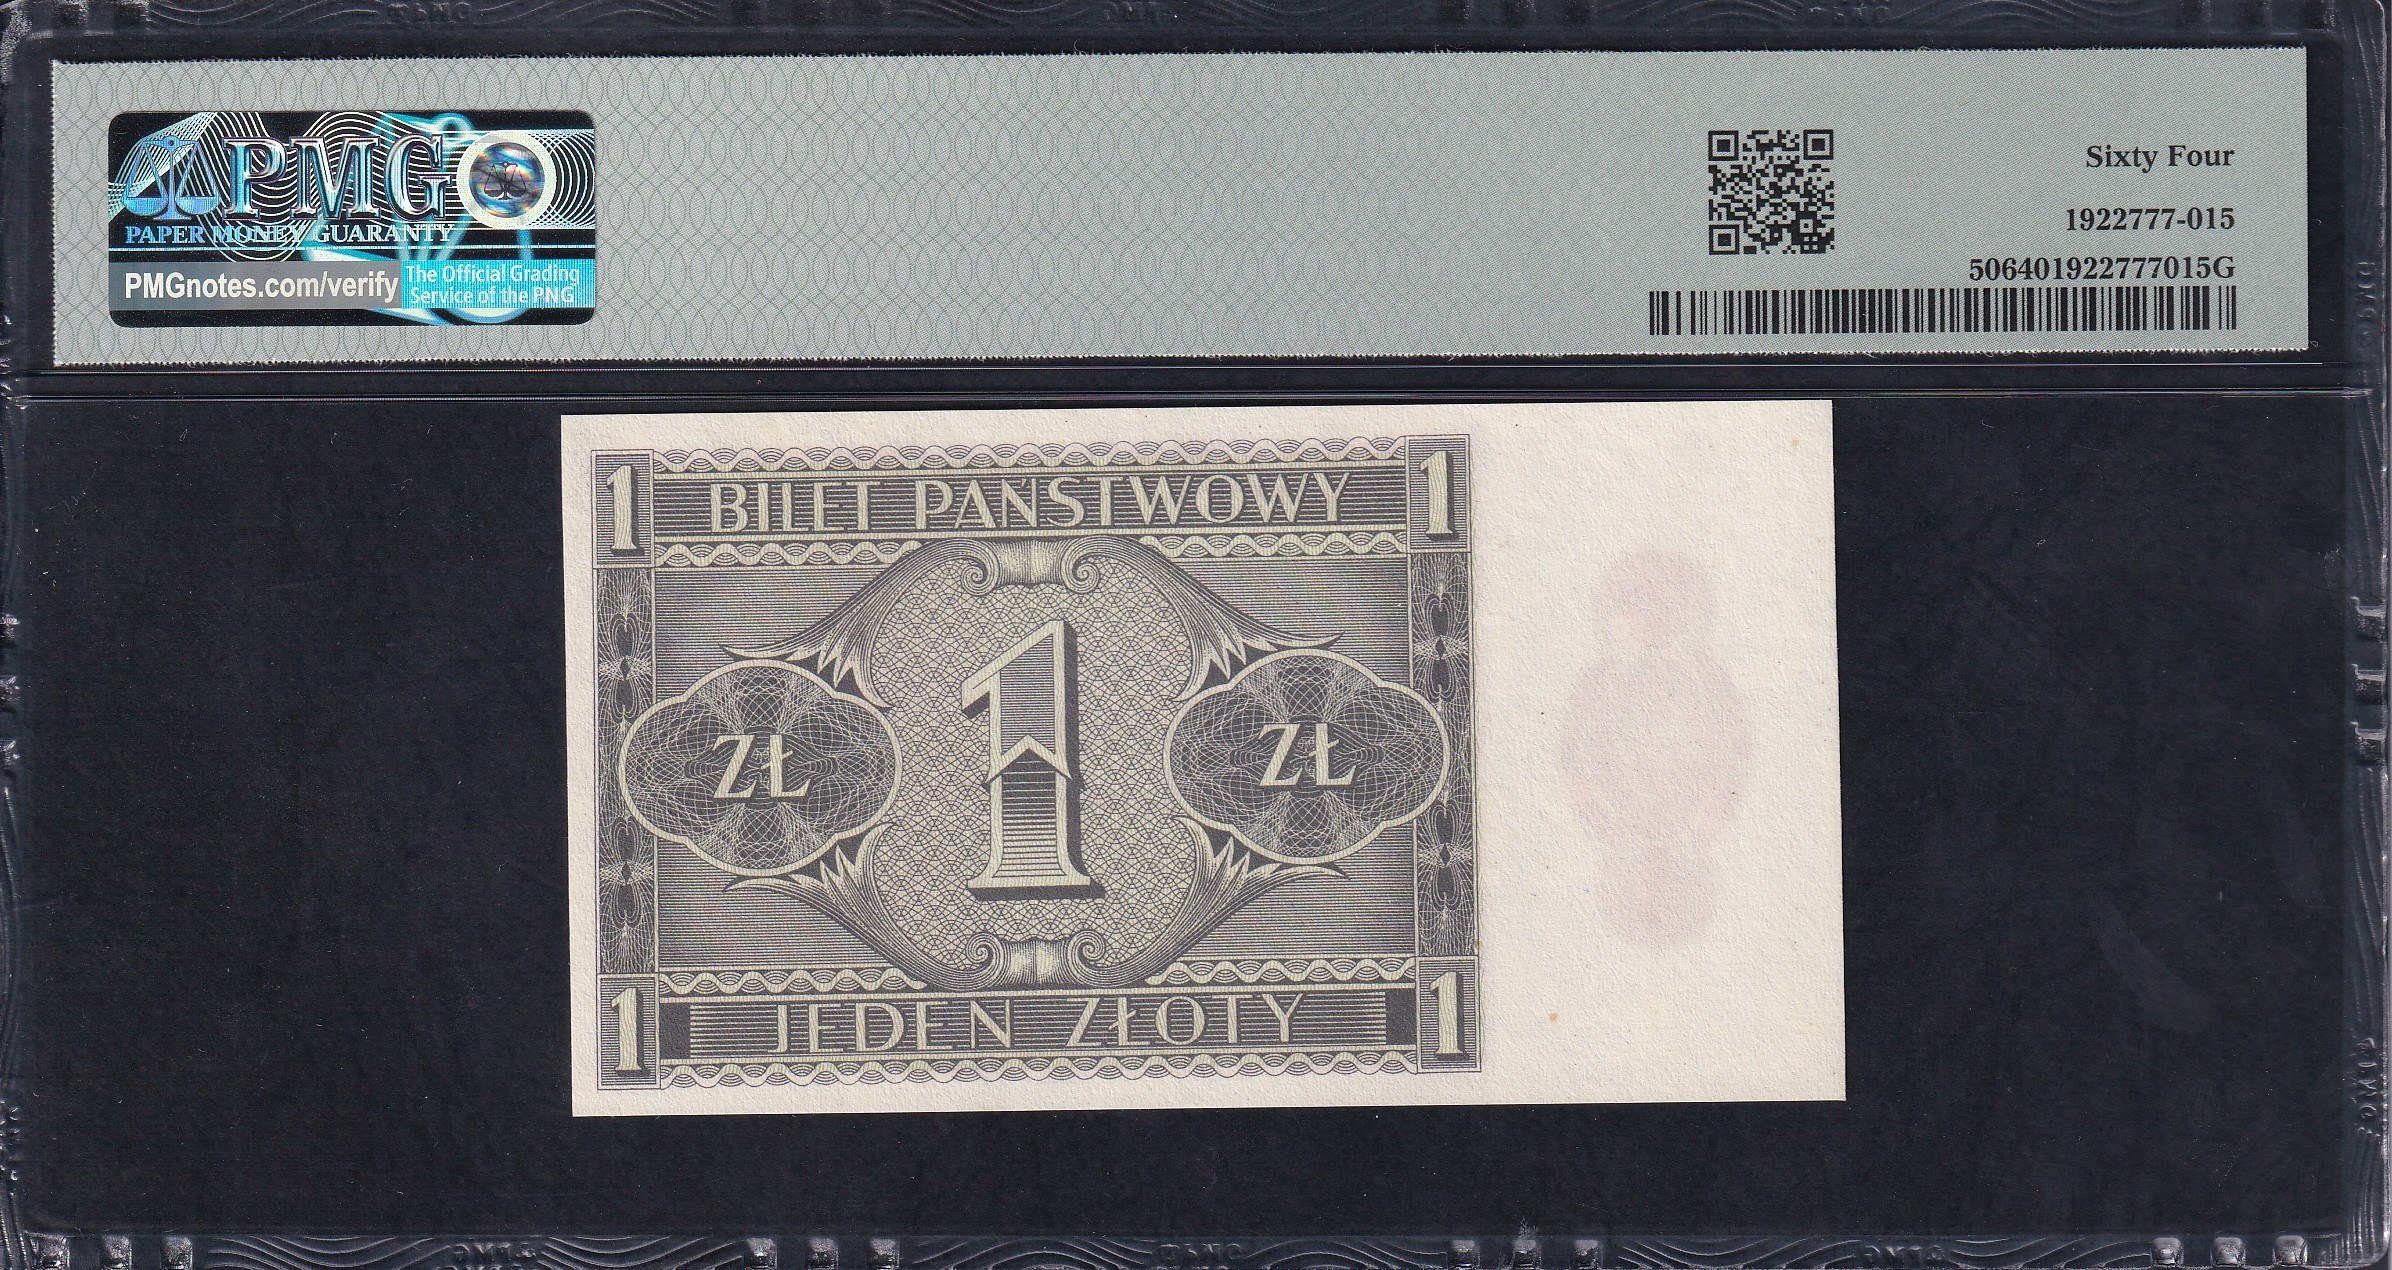 PMG
PAPER MONEY GUARANTY
PMGnotes.com/verify
The Official Grading
Service of the PNG
Sixty Four
1922777-015
506401922777015G
1 BILET PAŃSTWOWY 1
ZŁ 1 ZŁ
1 JEDEN ZŁOTY 1